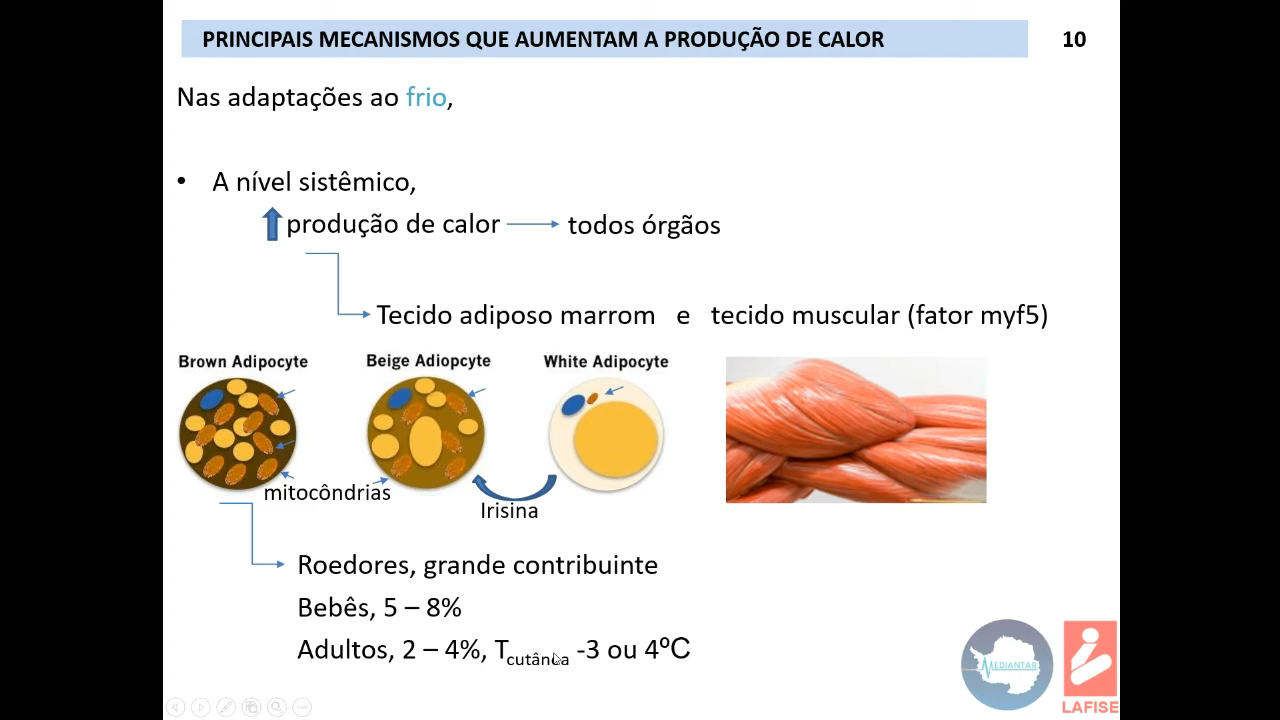 PRINCIPAIS MECANISMOS QUE AUMENTAM A PRODUÇÃO DE CALOR
10
Nas adaptações ao frio,
• A nível sistêmico,
produção de calor
todos órgãos
Tecido adiposo marrom e tecido muscular (fator myf5)
Brown Adipocyte
Beige Adiopcyte
White Adipocyte
mitocôndrias
Irisina
Roedores, grande contribuinte
Bebês, 5 – 8%
Adultos, 2 – 4%, Tcutânea -3 ou 4ºC
MEDIANTAR
LAFISE